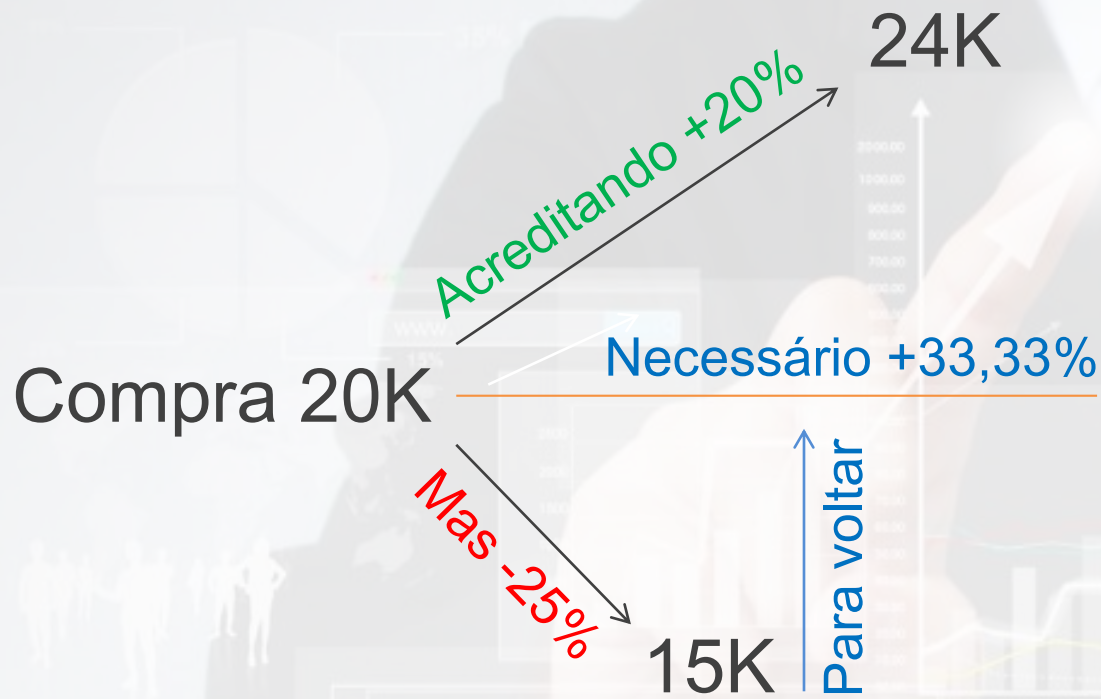 24K
Acreditando +20%
Necessário +33,33%
Compra 20K
Mas -25%
Para voltar
15K